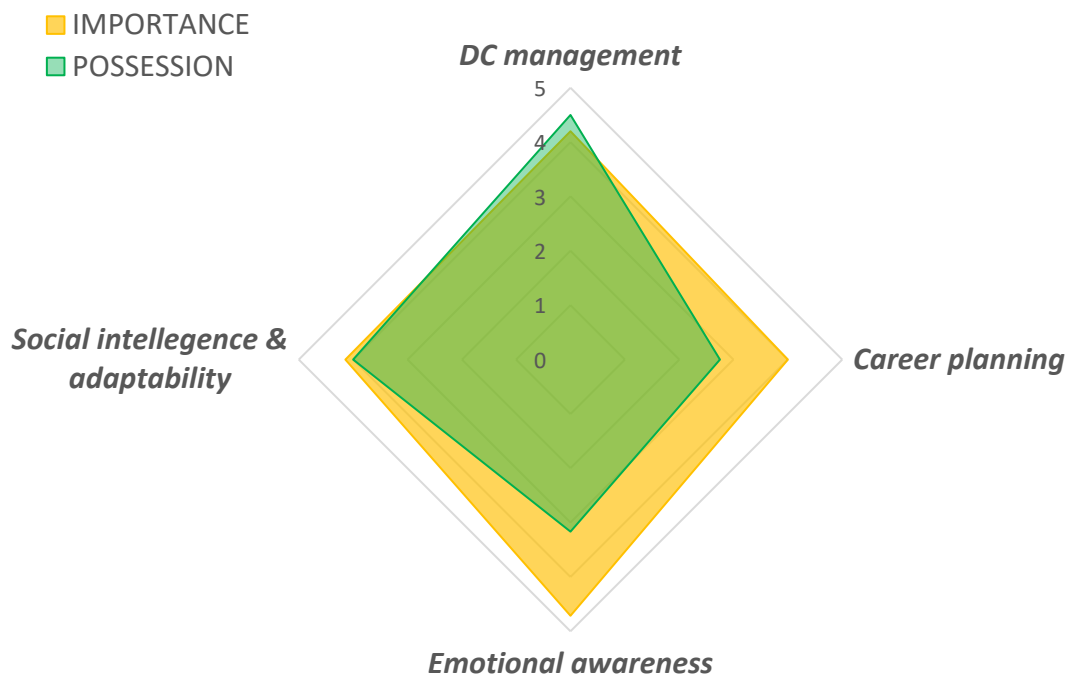 IMPORTANCE
POSSESSION
DC management
5
4
3
2
1
0
Social intellegence &
adaptability
Career planning
Emotional awareness